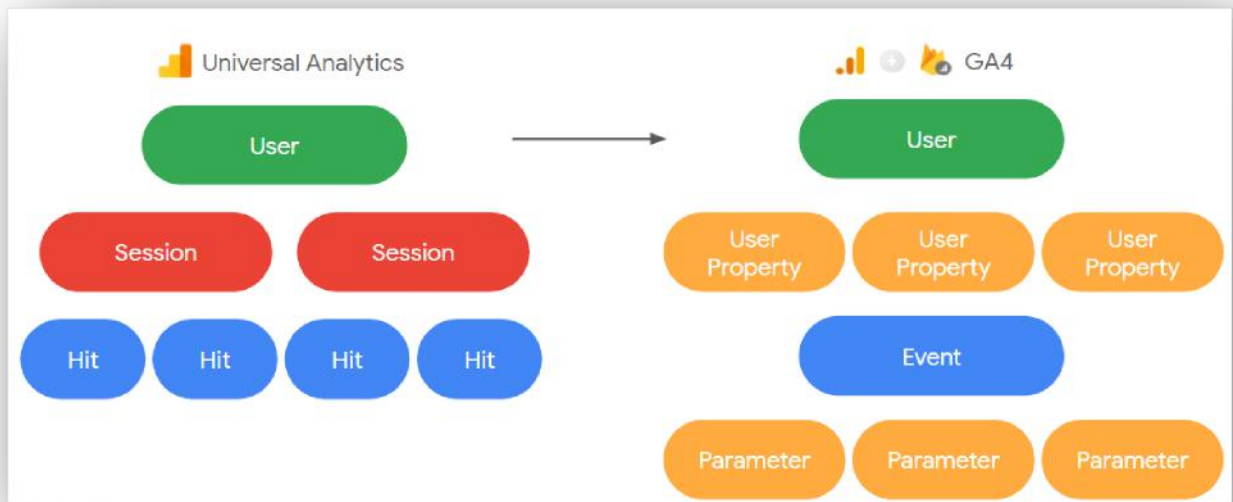 Universal Analytics
GA4
User
User
Session
Session
User
Property
User
Property
User
Property
Hit
Hit
Hit
Hit
Event
Parameter
Parameter
Parameter